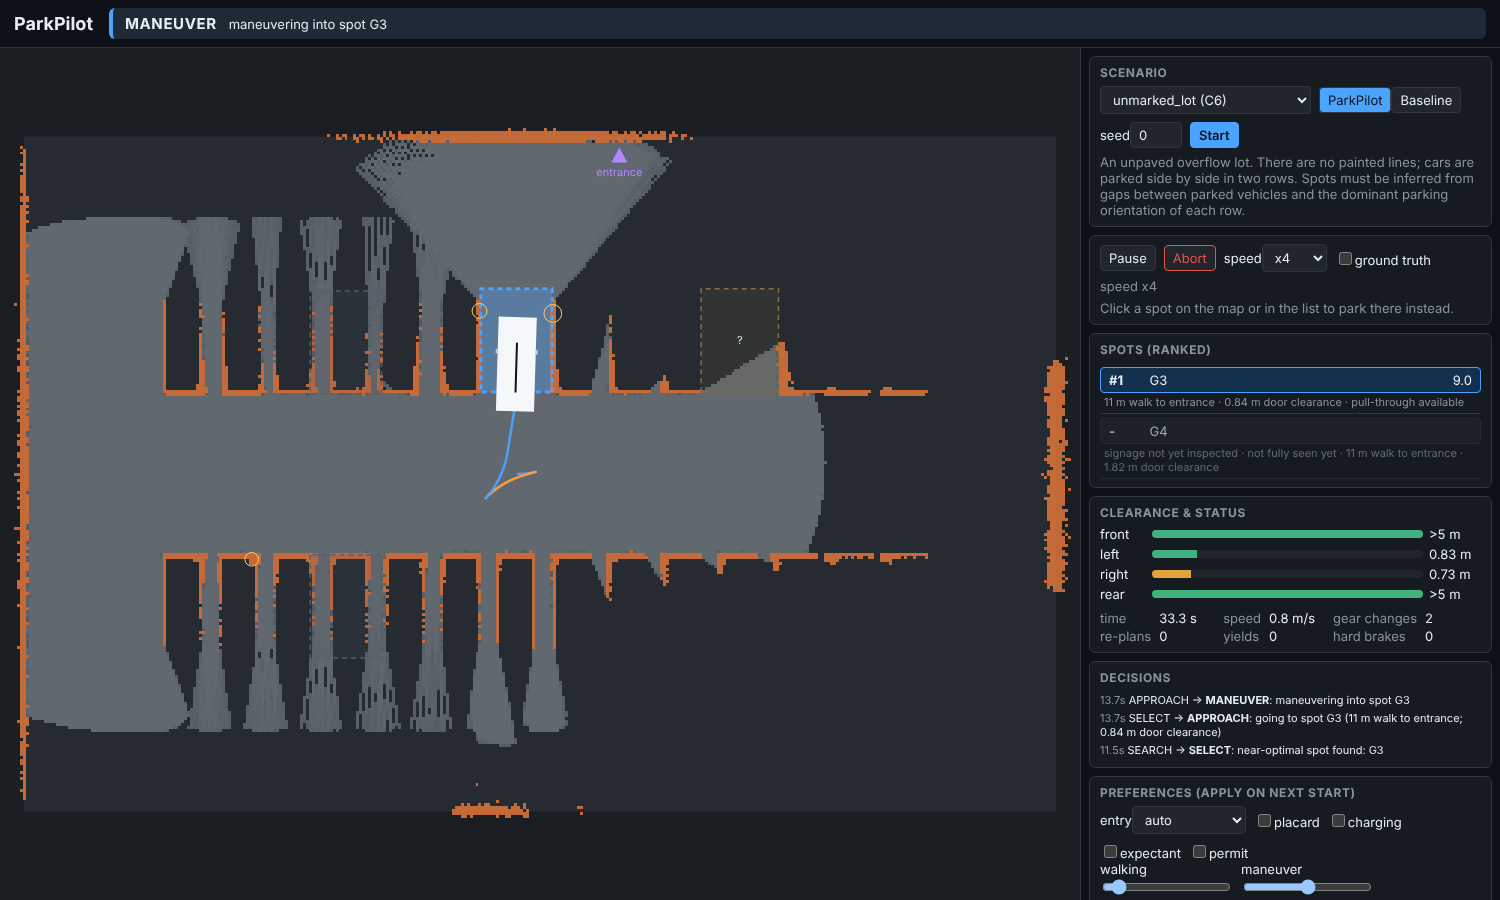 ParkPilot
MANEUVER maneuvering into spot G3
entrance
?
SCENARIO
unmarked_lot (C6) ParkPilot Baseline
seed 0 Start
An unpaved overflow lot. There are no painted lines; cars are
parked side by side in two rows. Spots must be inferred from
gaps between parked vehicles and the dominant parking
orientation of each row.
Pause Abort speed x4 ground truth
speed x4
Click a spot on the map or in the list to park there instead.
SPOTS (RANKED)
#1 G3 9.0
11 m walk to entrance · 0.84 m door clearance · pull-through available
- G4
signage not yet inspected · not fully seen yet · 11 m walk to entrance ·
1.82 m door clearance
CLEARANCE & STATUS
front >5 m
left 0.83 m
right 0.73 m
rear >5 m
time 33.3 s speed 0.8 m/s gear changes 2
re-plans 0 yields 0 hard brakes 0
DECISIONS
13.7s APPROACH → MANEUVER: maneuvering into spot G3
13.7s SELECT → APPROACH: going to spot G3 (11 m walk to entrance;
0.84 m door clearance)
11.5s SEARCH → SELECT: near-optimal spot found: G3
PREFERENCES (APPLY ON NEXT START)
entry auto placard charging
expectant permit
walking maneuver